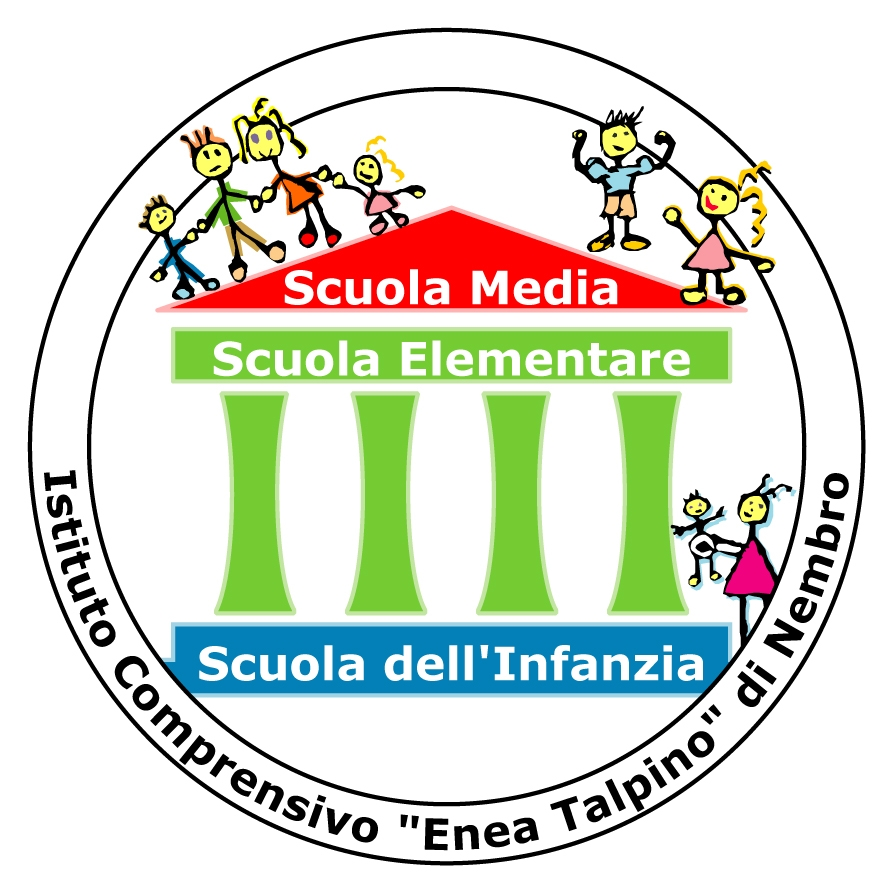 Scuola Media
Scuola Elementare
Scuola dell'Infanzia
Istituto Comprensivo "Enea Talpino" di Nembro